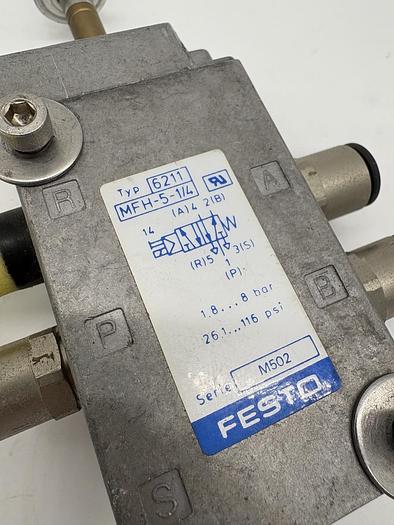 Typ 6211
MFH-5-1/4
(A)4 2(B)
14
(R)5 3(S)
1
(P)
1.8...8 bar
26.1...116 psi
Serie M502
FESTO
R
A
P
B
S